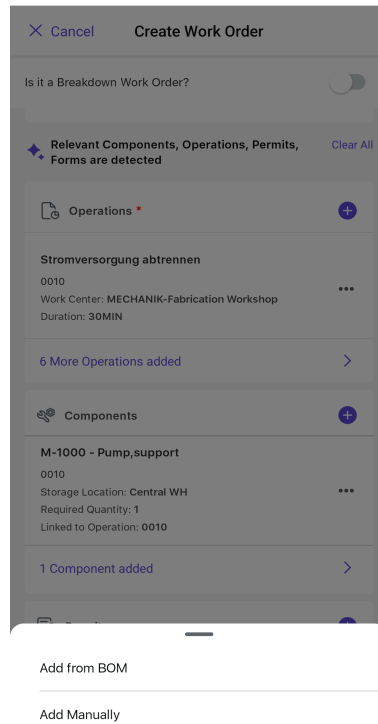 Cancel
Create Work Order
Is it a Breakdown Work Order?
Relevant Components, Operations, Permits,
Forms are detected
Clear All
Operations *
Stromversorgung abtrennen
0010
Work Center: MECHANIK-Fabrication Workshop
Duration: 30MIN
6 More Operations added
Components
M-1000 - Pump,support
0010
Storage Location: Central WH
Required Quantity: 1
Linked to Operation: 0010
1 Component added
Add from BOM
Add Manually